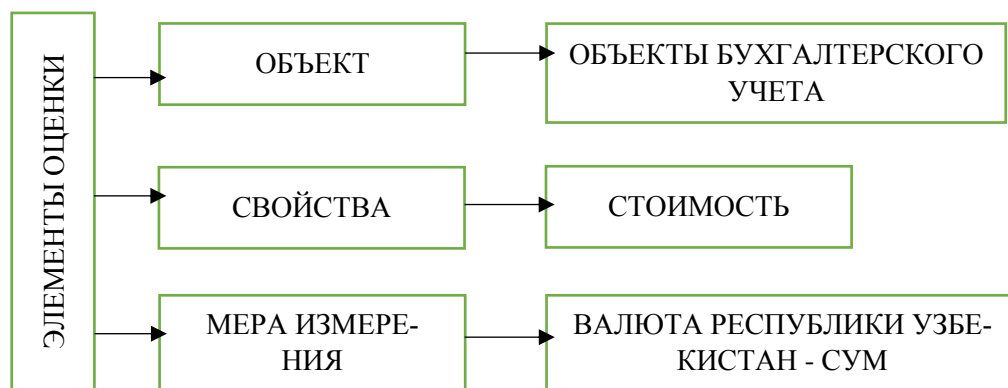 ЭЛЕМЕНТЫ ОЦЕНКИ
ОБЪЕКТ
ОБЪЕКТЫ БУХГАЛТЕРСКОГО
УЧЕТА
СВОЙСТВА
СТОИМОСТЬ
МЕРА ИЗМЕРЕ-
НИЯ
ВАЛЮТА РЕСПУБЛИКИ УЗБЕ-
КИСТАН - СУМ